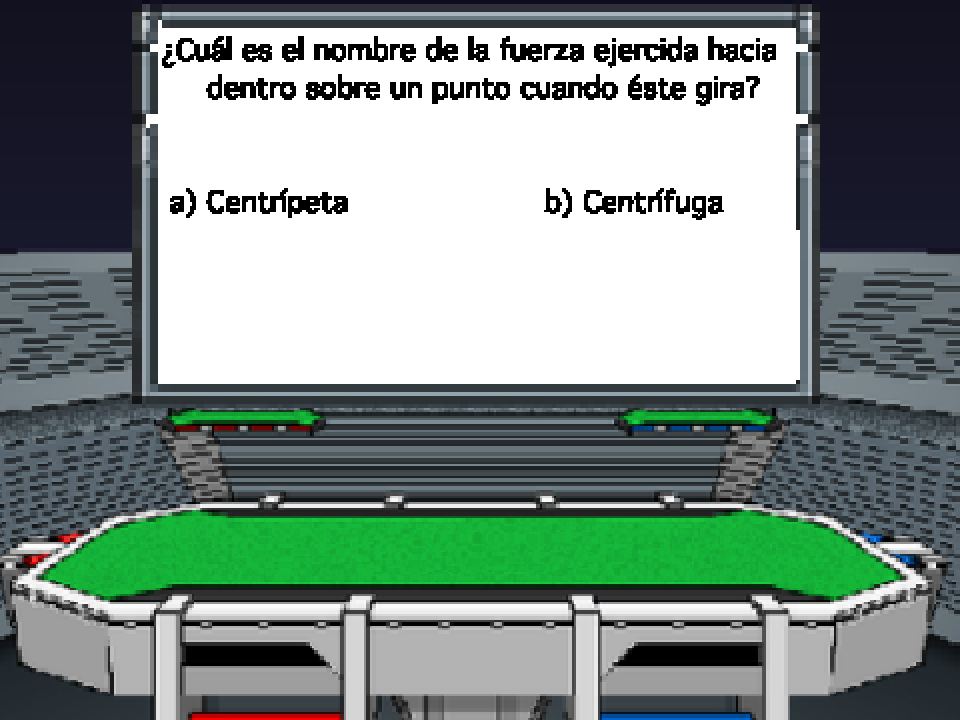 ¿Cuál es el nombre de la fuerza ejercida hacia
dentro sobre un punto cuando éste gira?
a) Centrípeta b) Centrífuga